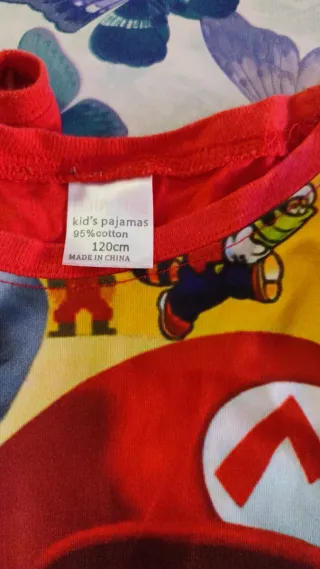 kid's pajamas
95%cotton
120cm
MADE IN CHINA